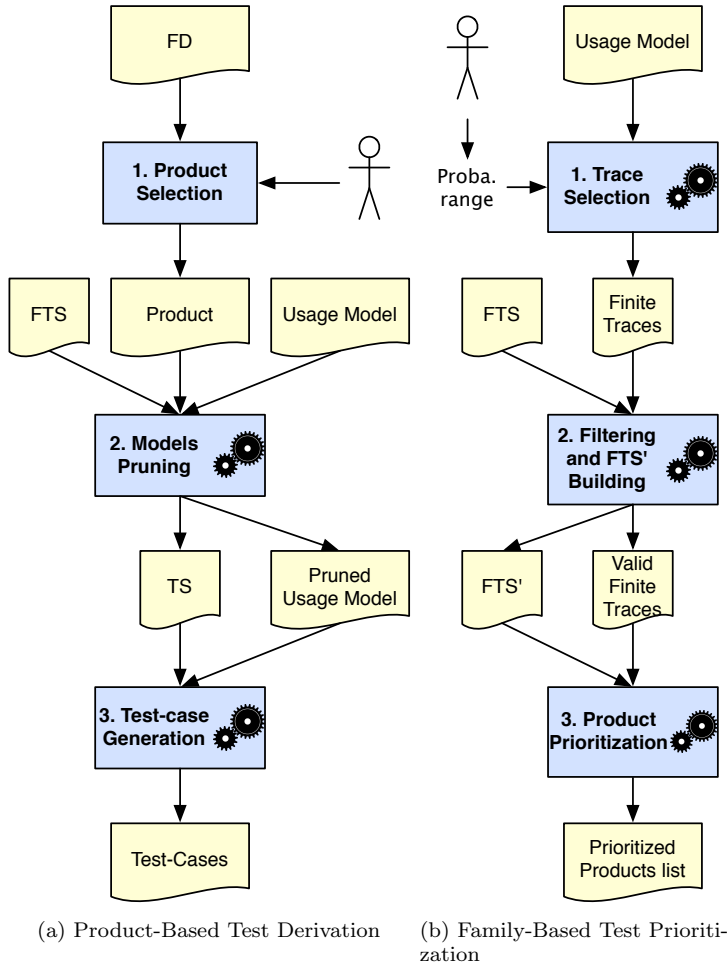 FD
1. Product
Selection
FTS
Product
Usage Model
2. Models
Pruning
TS
Pruned
Usage Model
3. Test-case
Generation
Test-Cases
(a) Product-Based Test Derivation
Usage Model
Proba.
range
1. Trace
Selection
FTS
Finite
Traces
2. Filtering
and FTS'
Building
FTS'
Valid
Finite
Traces
3. Product
Prioritization
Prioritized
Products list
(b) Family-Based Test Prioriti-
zation